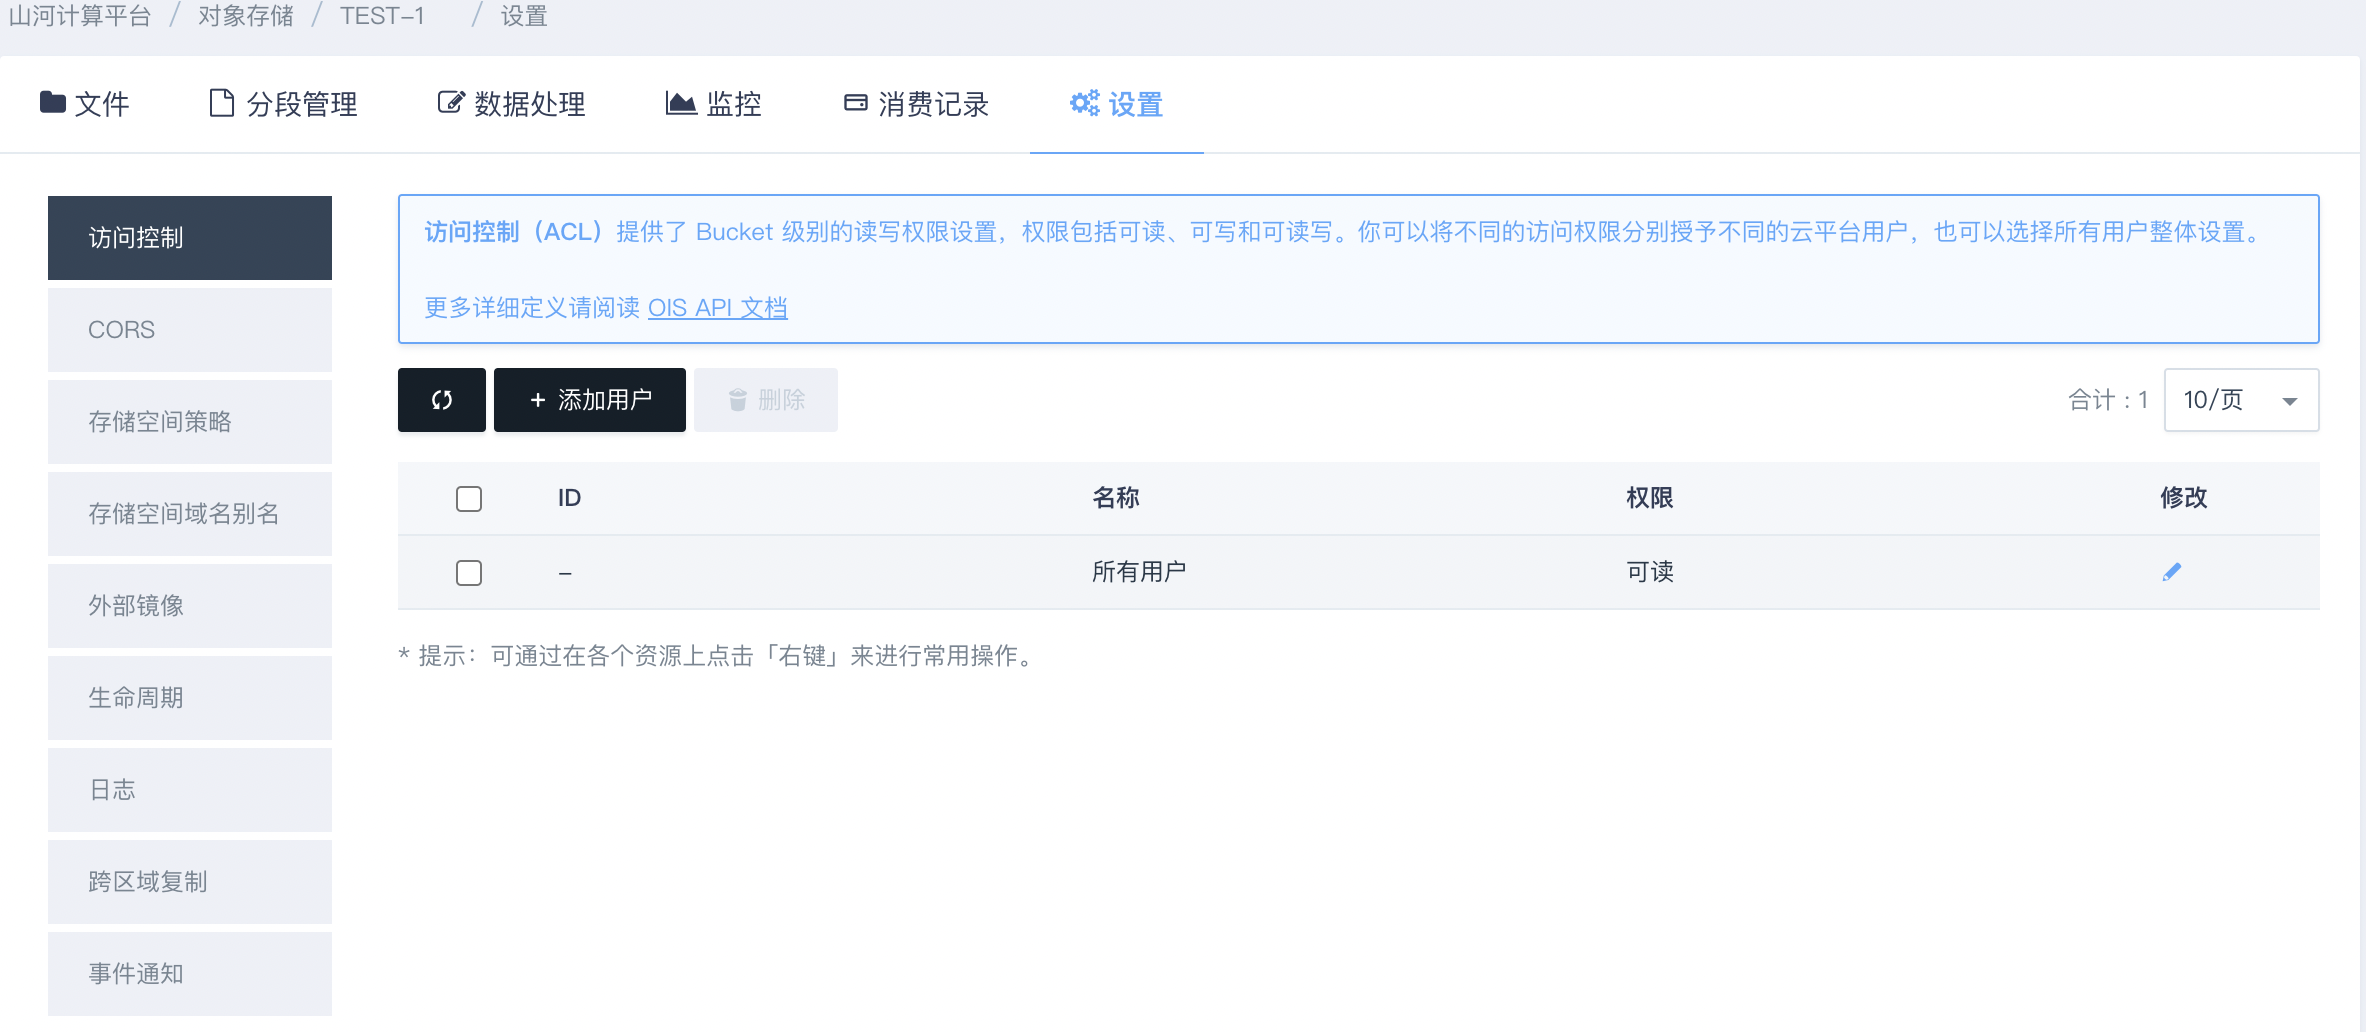 山河计算平台 / 对象存储 / TEST-1 / 设置
文件 分段管理 数据处理 监控 消费记录 设置
访问控制
CORS
存储空间策略
存储空间域名别名
外部镜像
生命周期
日志
跨区域复制
事件通知
访问控制（ACL）提供了 Bucket 级别的读写权限设置，权限包括可读、可写和可读写。你可以将不同的访问权限分别授予不同的云平台用户，也可以选择所有用户整体设置。
更多详细定义请阅读 OIS API 文档
+ 添加用户 删除 合计：1 10/页
ID 名称 权限 修改
– 所有用户 可读
* 提示：可通过在各个资源上点击「右键」来进行常用操作。